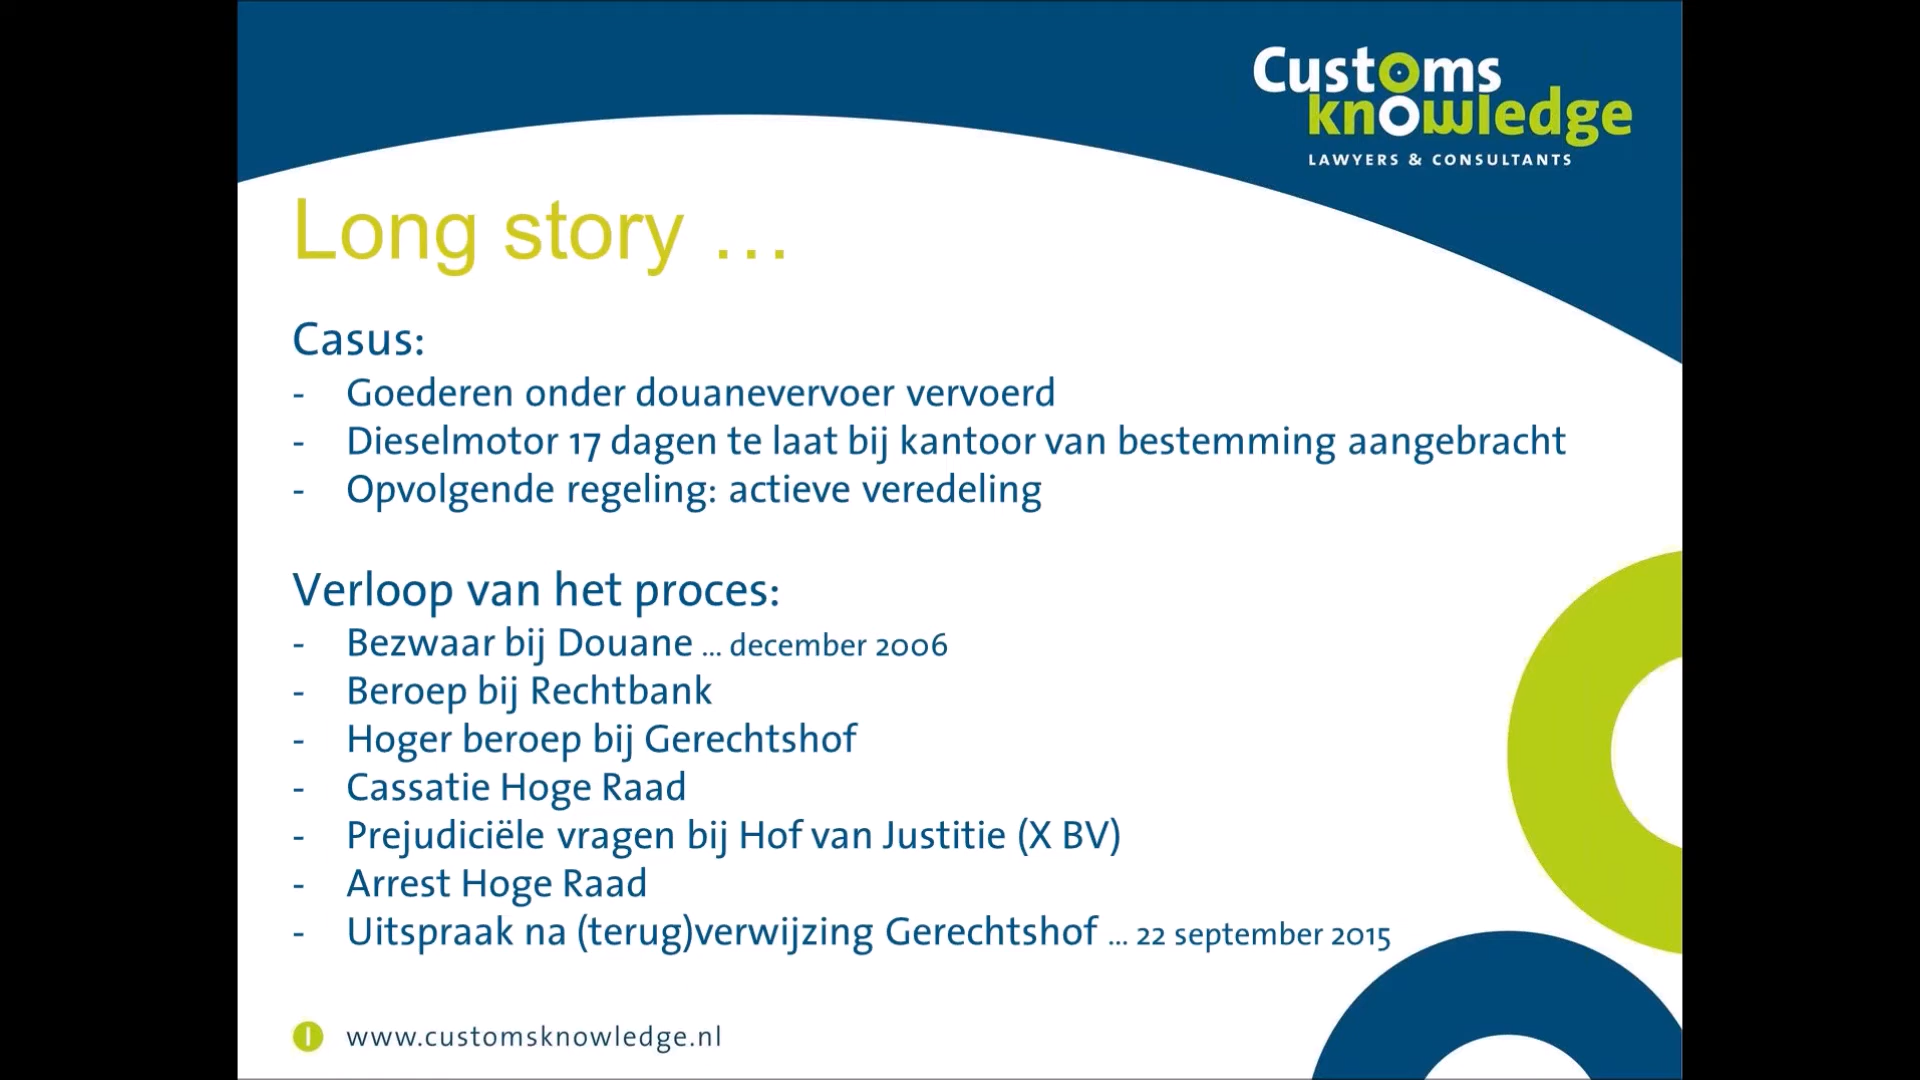 Customs
knowledge
LAWYERS & CONSULTANTS
Long story …
Casus:
- Goederen onder douanevervoer vervoerd
- Dieselmotor 17 dagen te laat bij kantoor van bestemming aangebracht
- Opvolgende regeling: actieve veredeling
Verloop van het proces:
- Bezwaar bij Douane … december 2006
- Beroep bij Rechtbank
- Hoger beroep bij Gerechtshof
- Cassatie Hoge Raad
- Prejudiciële vragen bij Hof van Justitie (X BV)
- Arrest Hoge Raad
- Uitspraak na (terug)verwijzing Gerechtshof … 22 september 2015
www.customsknowledge.nl